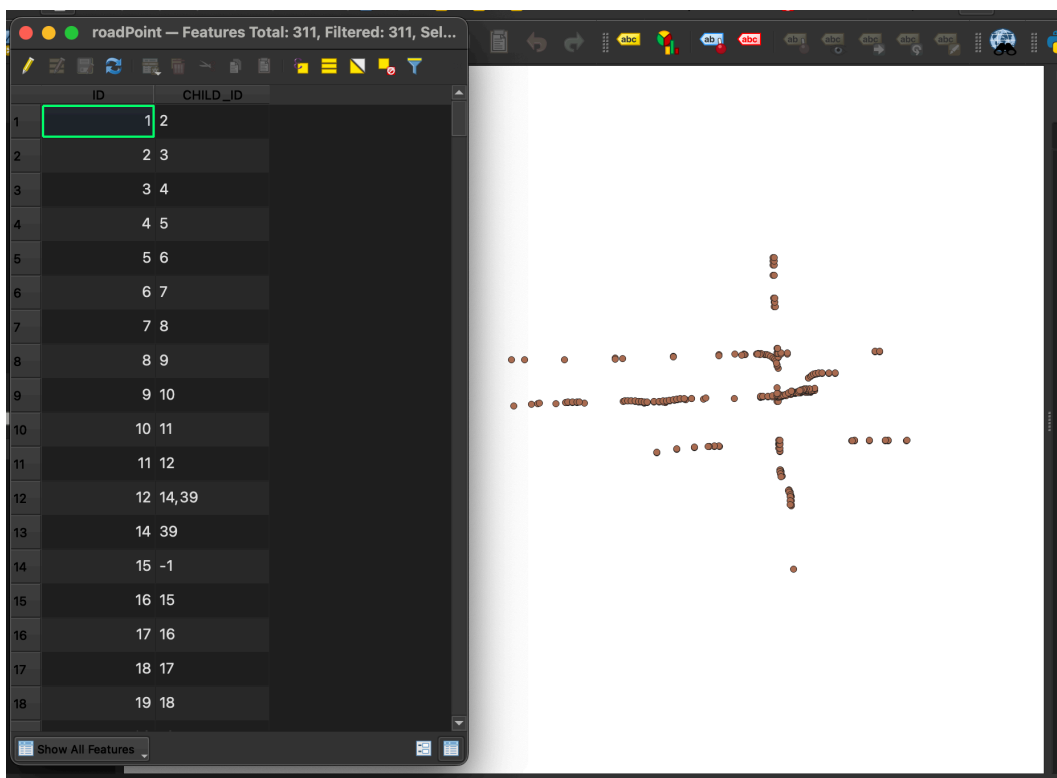 roadPoint — Features Total: 311, Filtered: 311, Sel...
abc abc abc
ID CHILD_ID
1 1 2
2 2 3
3 3 4
4 4 5
5 5 6
6 6 7
7 7 8
8 8 9
9 9 10
10 10 11
11 11 12
12 12 14,39
13 14 39
14 15 -1
15 16 15
16 17 16
17 18 17
18 19 18
Show All Features